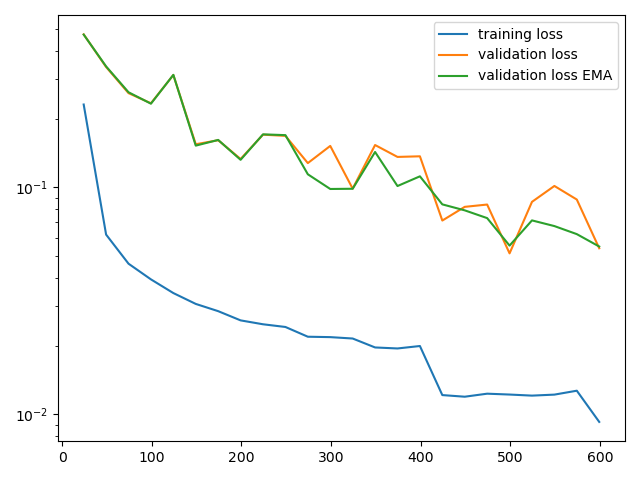 training loss
validation loss
validation loss EMA
10⁻¹
10⁻²
0 100 200 300 400 500 600